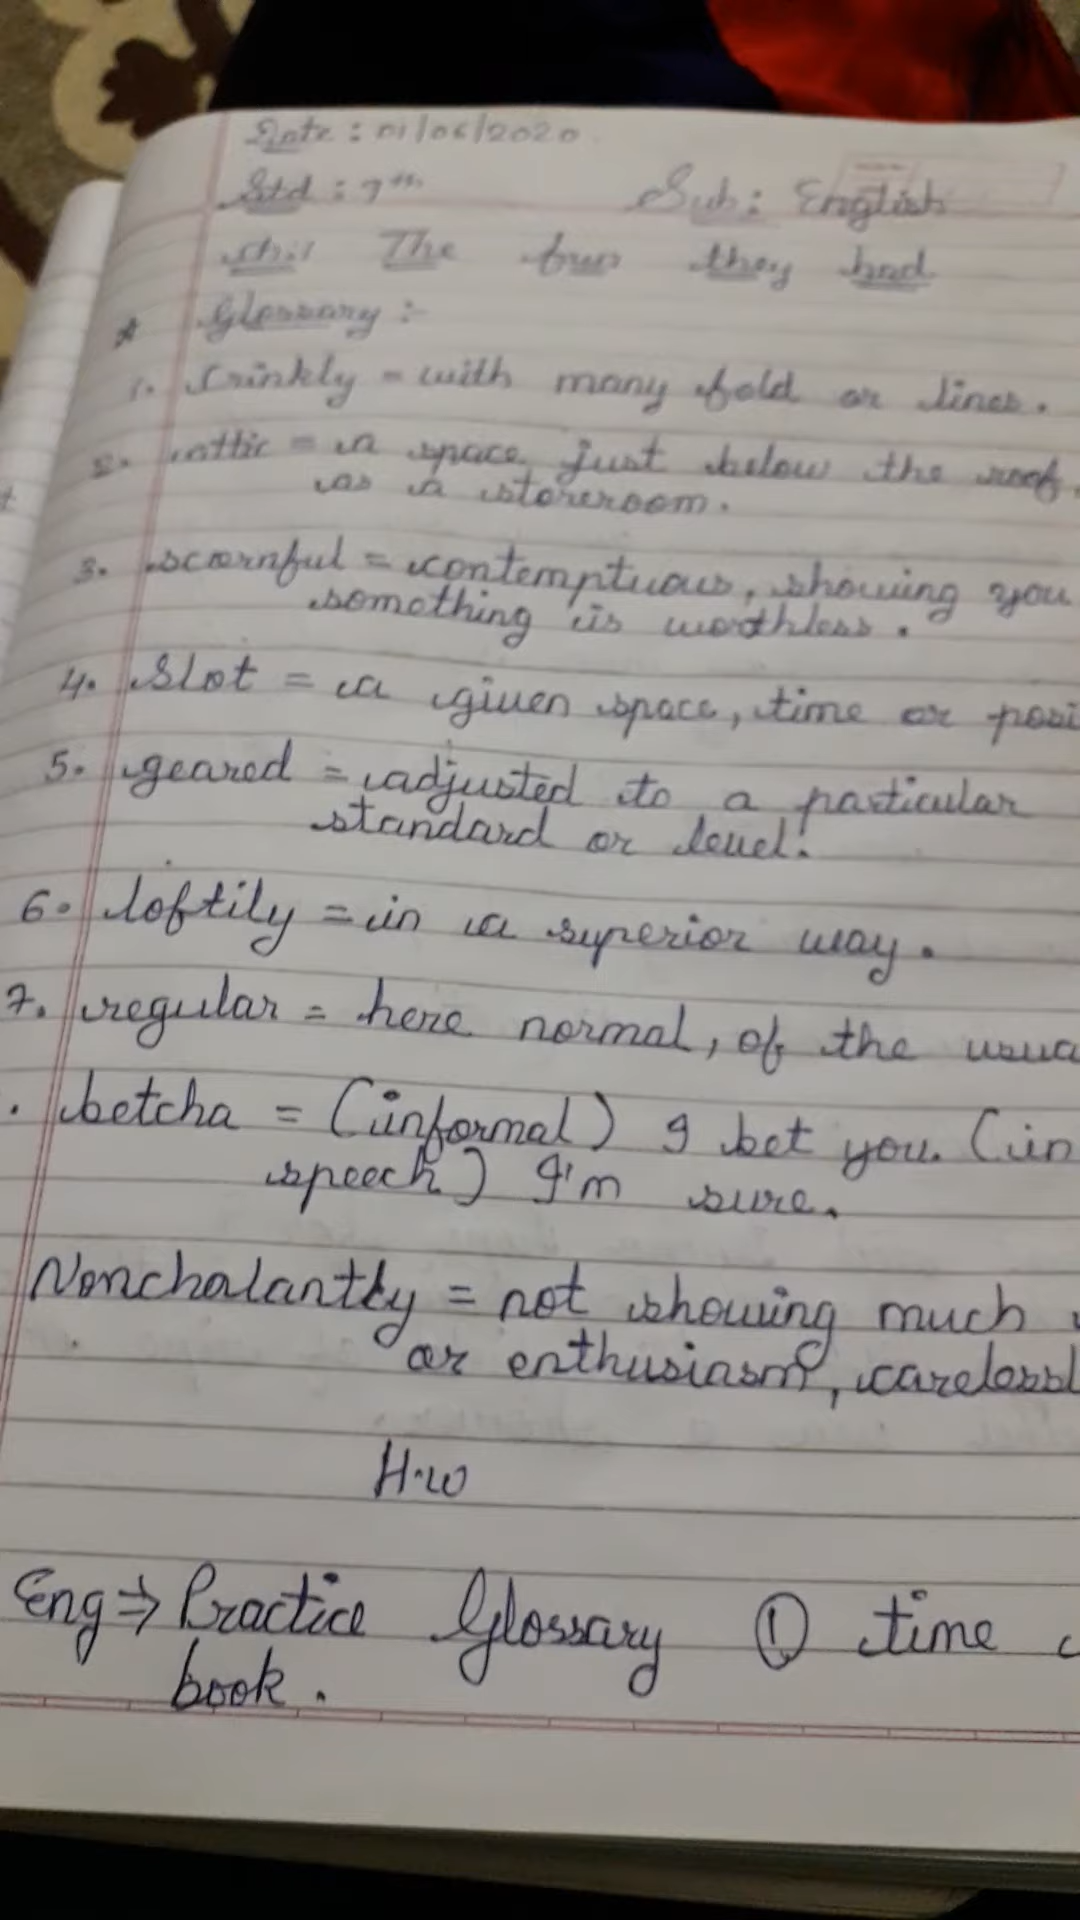 Date : 01/06/2020
Std : 7th Sub : English
The fun they had
* Glossary :-
1. Crinkly = with many fold or lines.
2. attic = a space just below the roof,
as a storeroom.
3. scornful = contemptuous, showing you
something is worthless.
4. Slot = a given space, time or posi
5. geared = adjusted to a particular
standard or level.
6. loftily = in a superior way.
7. regular = here normal, of the usua
. betcha = (informal) I bet you. (in
speech) I'm sure.
Nonchalantly = not showing much
or enthusiasm, carelessl
H.w
Eng ⇒ Practice Glossary ① time
book.